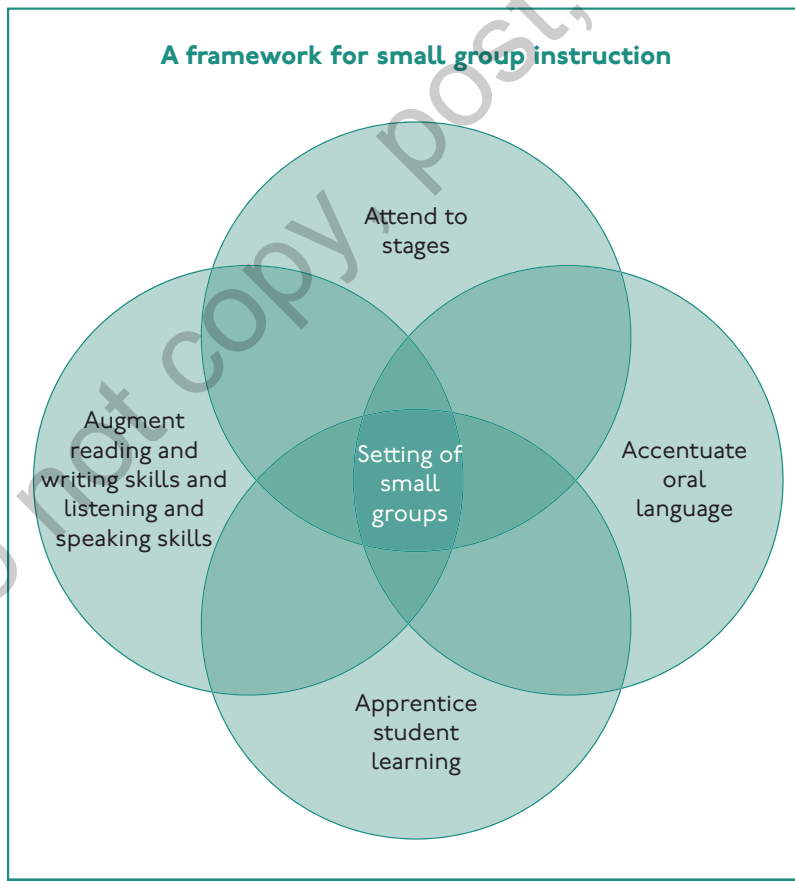 A framework for small group instruction
Attend to
stages
Augment
reading and
writing skills and
listening and
speaking skills
Setting of
small
groups
Accentuate
oral
language
Apprentice
student
learning
not copy, post,